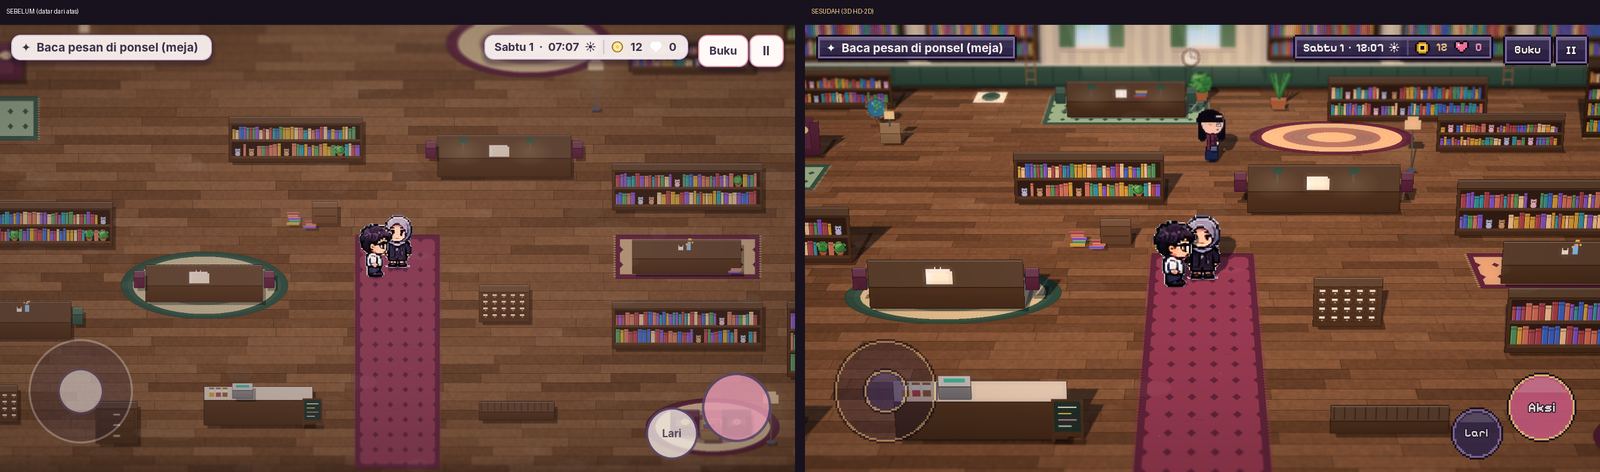 SEBELUM (datar dari atas)
✦ Baca pesan di ponsel (meja)
Sabtu 1 · 07:07 ☀ 12 0
Buku
II
Lari
SESUDAH (3D HD-2D)
✦ Baca pesan di ponsel (meja)
Sabtu 1 · 18:07 ☀ 18 0
Buku
II
Aksi
Lari